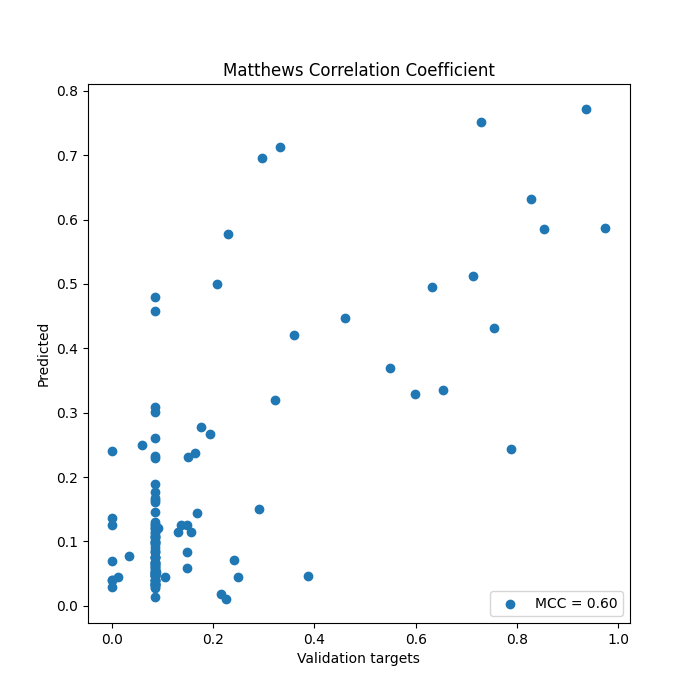 Matthews Correlation Coefficient
0.8
0.7
0.6
0.5
0.4
0.3
0.2
0.1
0.0
Predicted
MCC = 0.60
0.0 0.2 0.4 0.6 0.8 1.0
Validation targets